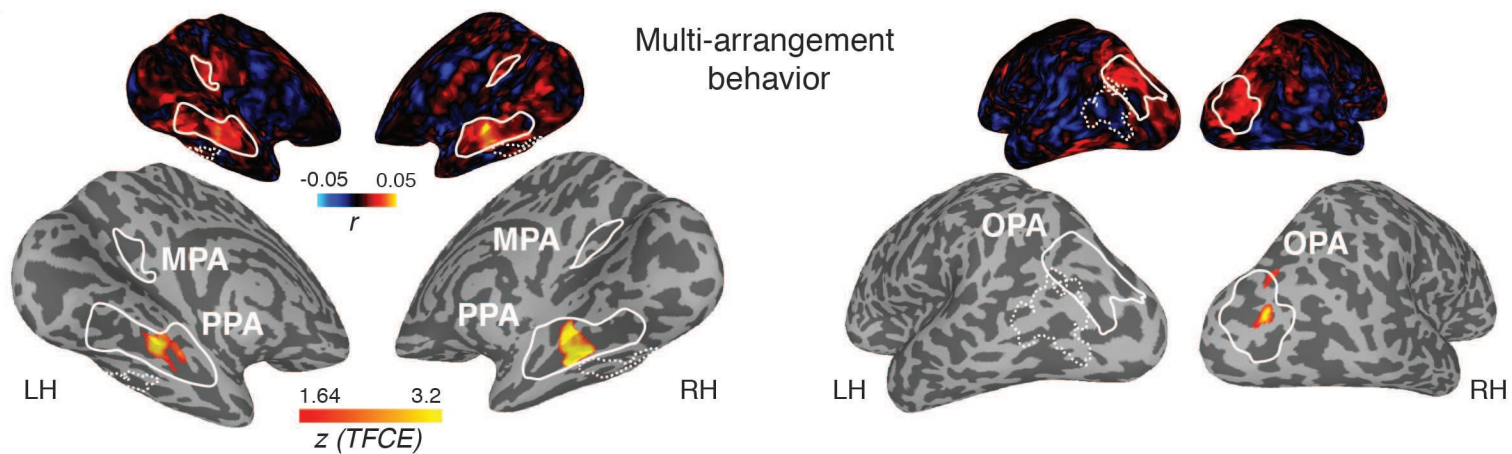 Multi-arrangement
behavior
-0.05 0.05
r
MPA
PPA
LH
MPA
PPA
RH
1.64 3.2
z (TFCE)
OPA
LH
OPA
RH